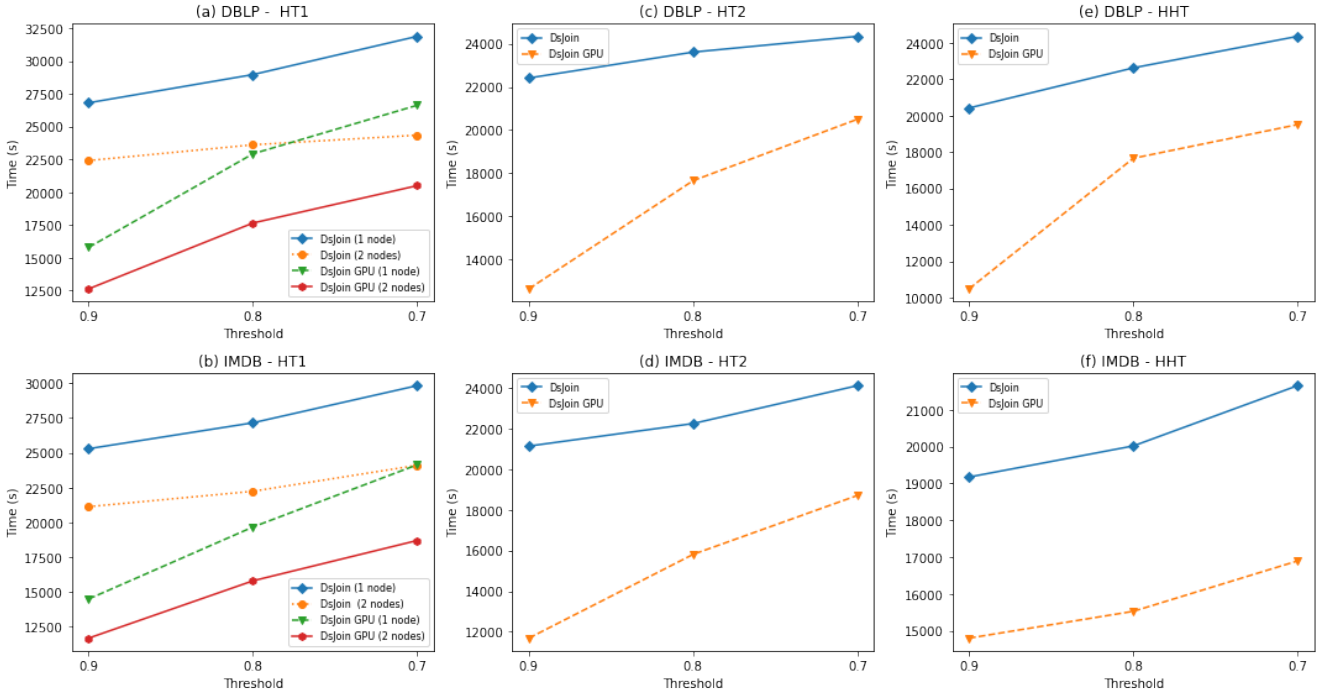 (a) DBLP -  HT1
32500
30000
27500
25000
22500
20000
17500
15000
12500
Time (s)
DsJoin (1 node)
DsJoin (2 nodes)
DsJoin GPU (1 node)
DsJoin GPU (2 nodes)
0.9 0.8 0.7
Threshold
(c) DBLP - HT2
DsJoin
DsJoin GPU
24000
22000
20000
18000
16000
14000
Time (s)
0.9 0.8 0.7
Threshold
(e) DBLP - HHT
DsJoin
DsJoin GPU
24000
22000
20000
18000
16000
14000
12000
10000
Time (s)
0.9 0.8 0.7
Threshold
(b) IMDB - HT1
30000
27500
25000
22500
20000
17500
15000
12500
Time (s)
DsJoin (1 node)
DsJoin  (2 nodes)
DsJoin GPU (1 node)
DsJoin GPU (2 nodes)
0.9 0.8 0.7
Threshold
(d) IMDB - HT2
DsJoin
DsJoin GPU
24000
22000
20000
18000
16000
14000
12000
Time (s)
0.9 0.8 0.7
Threshold
(f) IMDB - HHT
DsJoin
DsJoin GPU
21000
20000
19000
18000
17000
16000
15000
Time (s)
0.9 0.8 0.7
Threshold